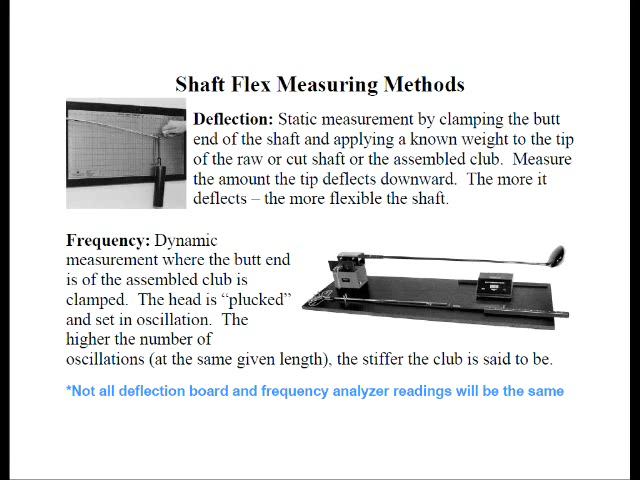 Shaft Flex Measuring Methods
Deflection: Static measurement by clamping the butt
end of the shaft and applying a known weight to the tip
of the raw or cut shaft or the assembled club. Measure
the amount the tip deflects downward. The more it
deflects – the more flexible the shaft.
Frequency: Dynamic
measurement where the butt end
is of the assembled club is
clamped. The head is “plucked”
and set in oscillation. The
higher the number of
oscillations (at the same given length), the stiffer the club is said to be.
*Not all deflection board and frequency analyzer readings will be the same